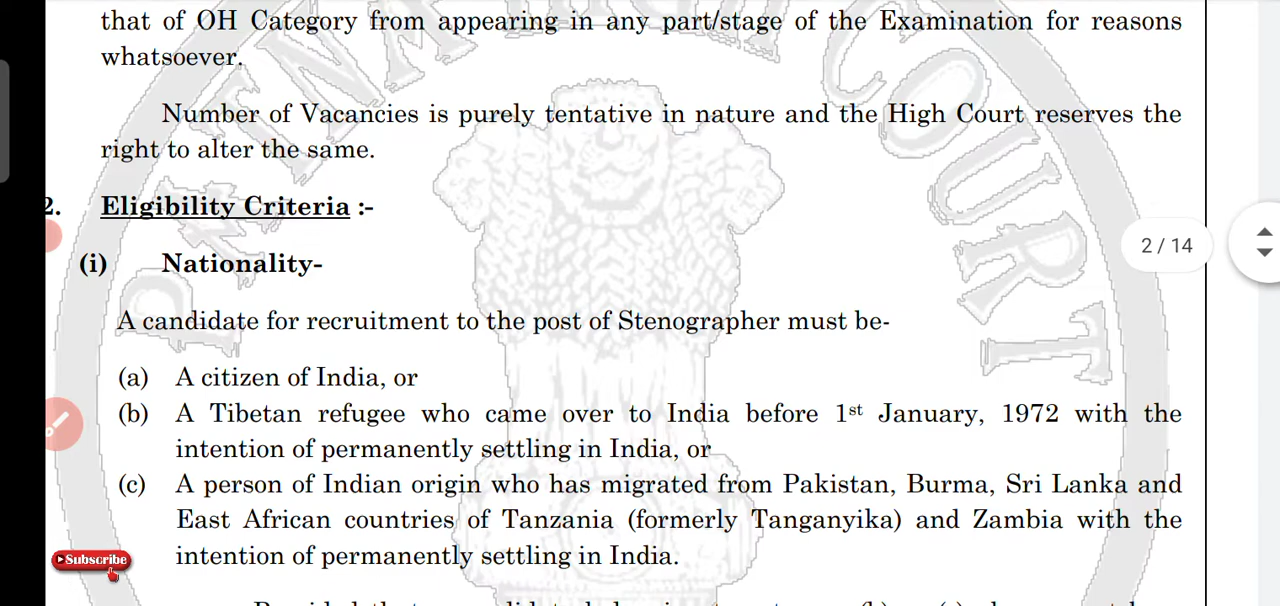 that of OH Category from appearing in any part/stage of the Examination for reasons
whatsoever.
Number of Vacancies is purely tentative in nature and the High Court reserves the
right to alter the same.
2. Eligibility Criteria :-
(i) Nationality-
2 / 14
A candidate for recruitment to the post of Stenographer must be-
(a) A citizen of India, or
(b) A Tibetan refugee who came over to India before 1st January, 1972 with the
intention of permanently settling in India, or
(c) A person of Indian origin who has migrated from Pakistan, Burma, Sri Lanka and
East African countries of Tanzania (formerly Tanganyika) and Zambia with the
intention of permanently settling in India.
Subscribe
COURT